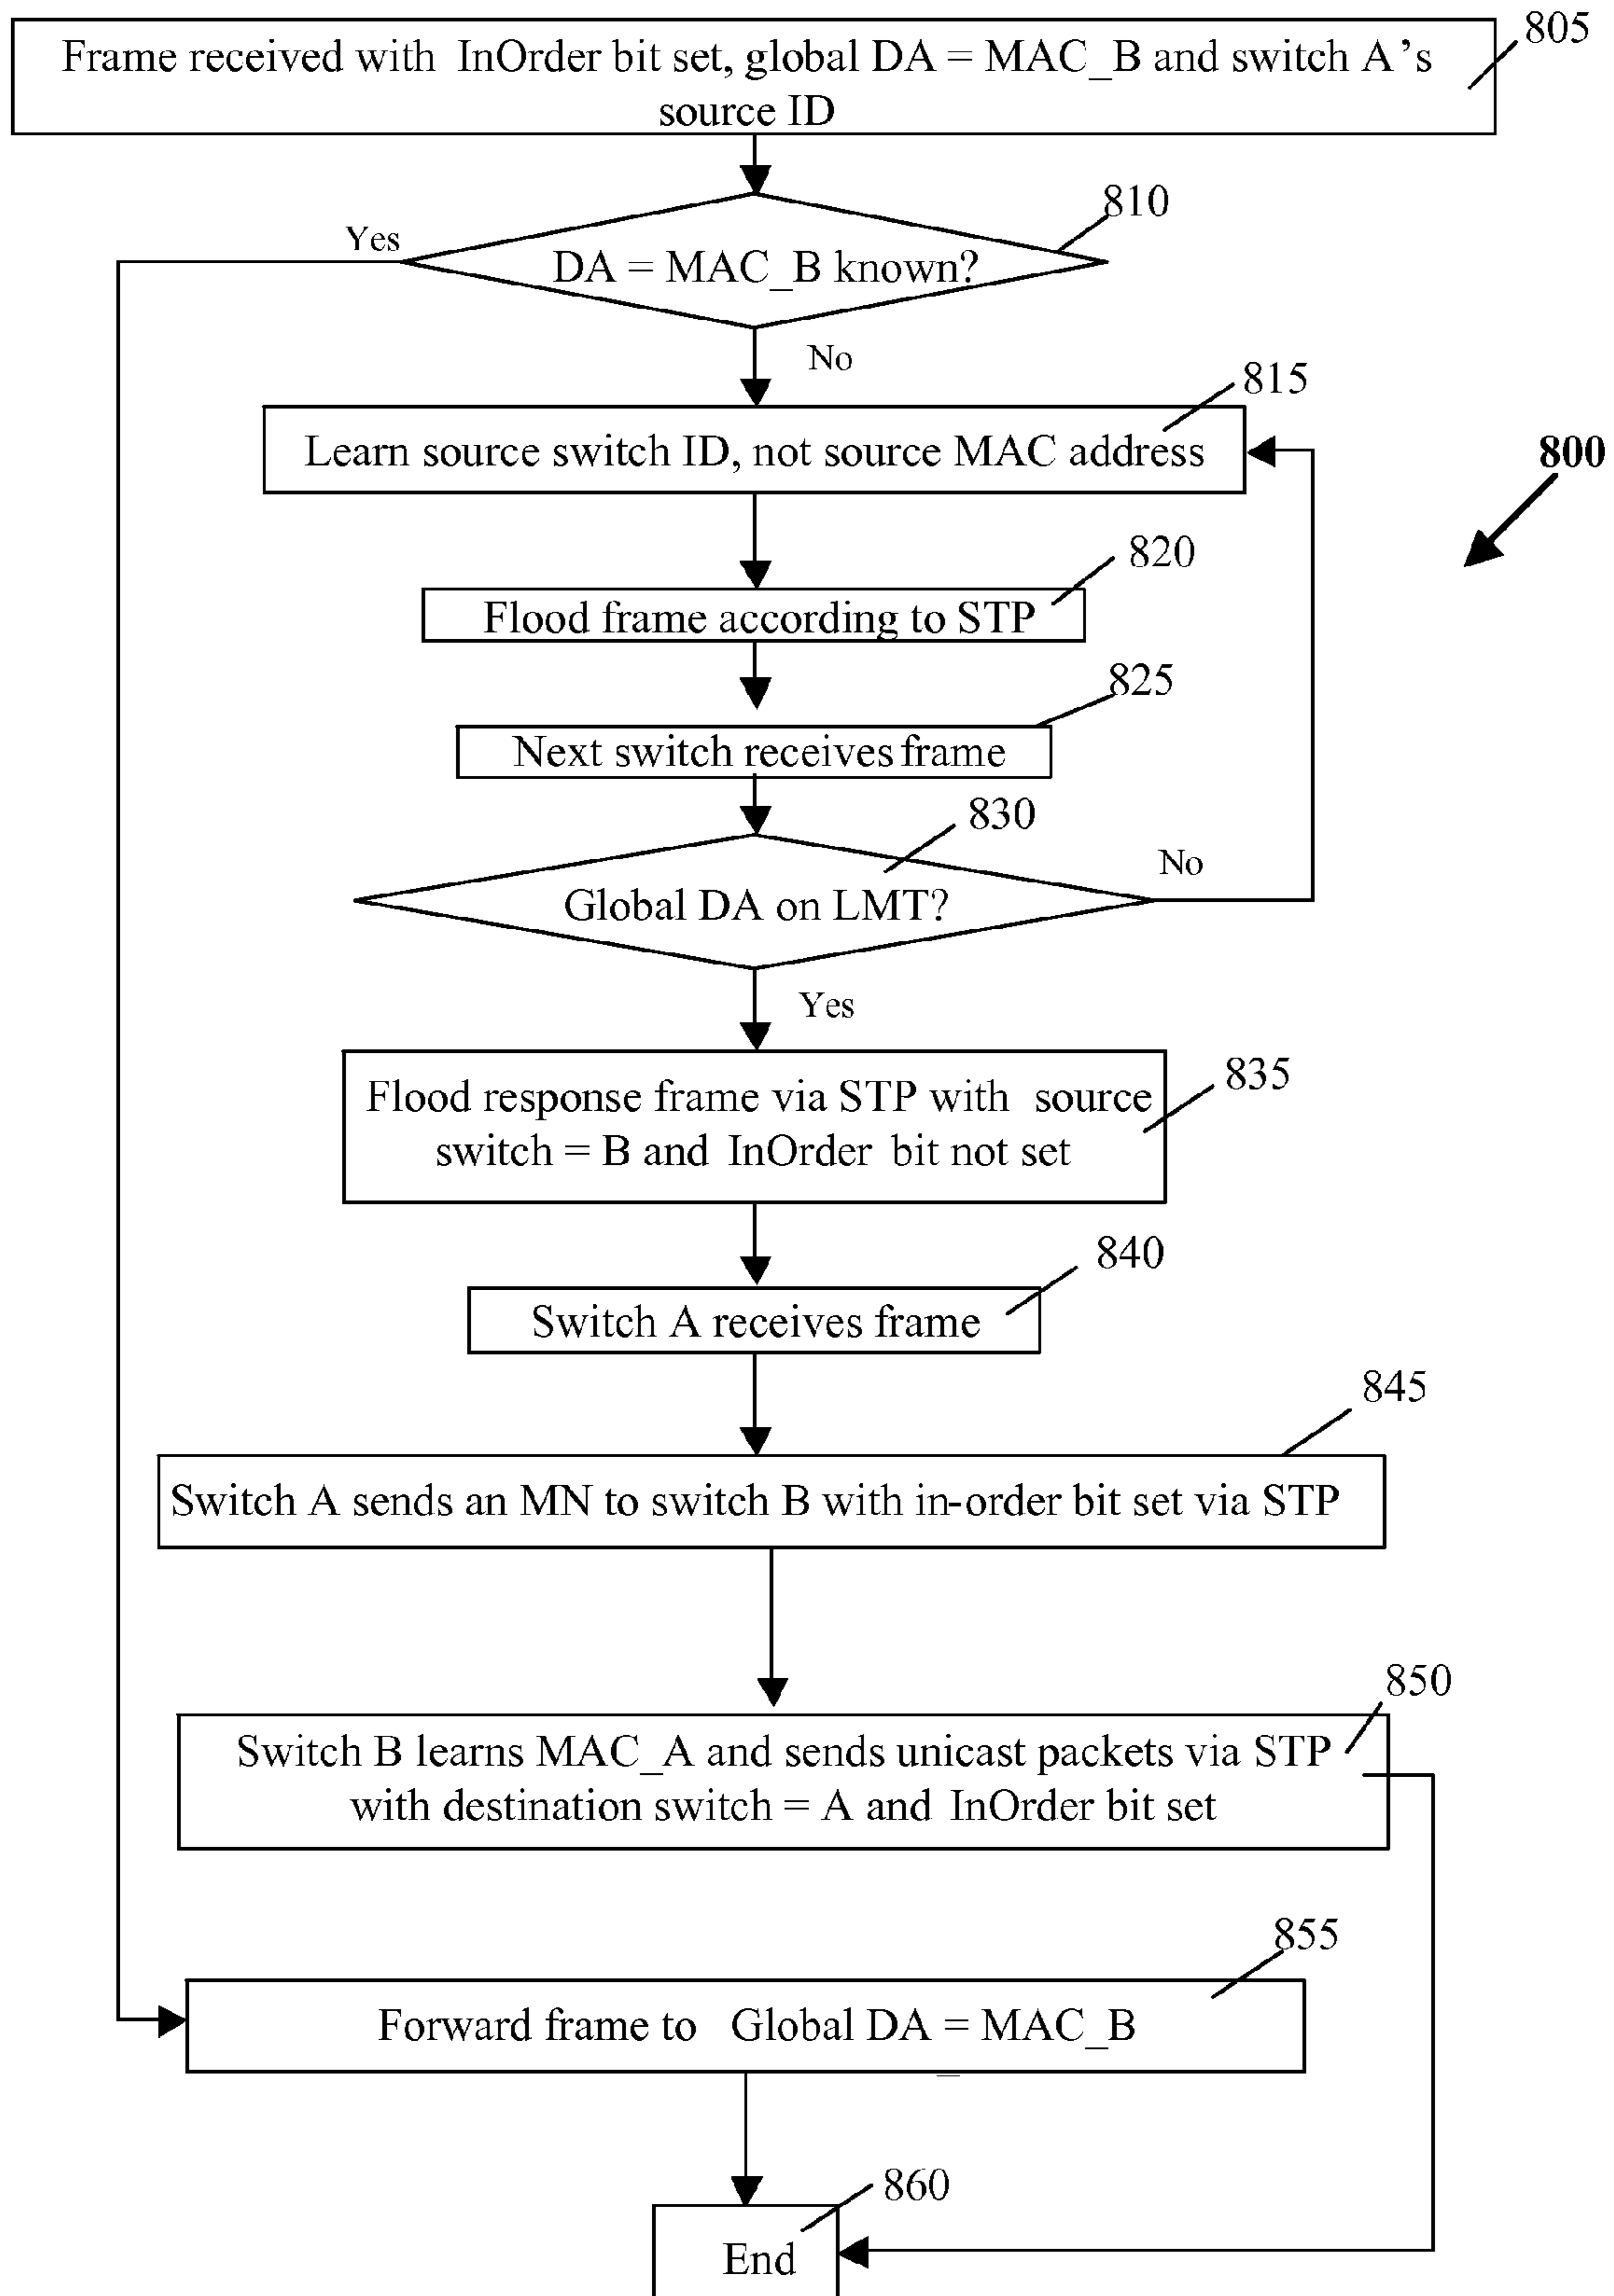 805
Frame received with InOrder bit set, global DA = MAC_B and switch A's
source ID
810
Yes
DA = MAC_B known?
No
815
Learn source switch ID, not source MAC address
800
820
Flood frame according to STP
825
Next switch receives frame
830
No
Global DA on LMT?
Yes
835
Flood response frame via STP with source
switch = B and InOrder bit not set
840
Switch A receives frame
845
Switch A sends an MN to switch B with in-order bit set via STP
850
Switch B learns MAC_A and sends unicast packets via STP
with destination switch = A and InOrder bit set
855
Forward frame to Global DA = MAC_B
860
End